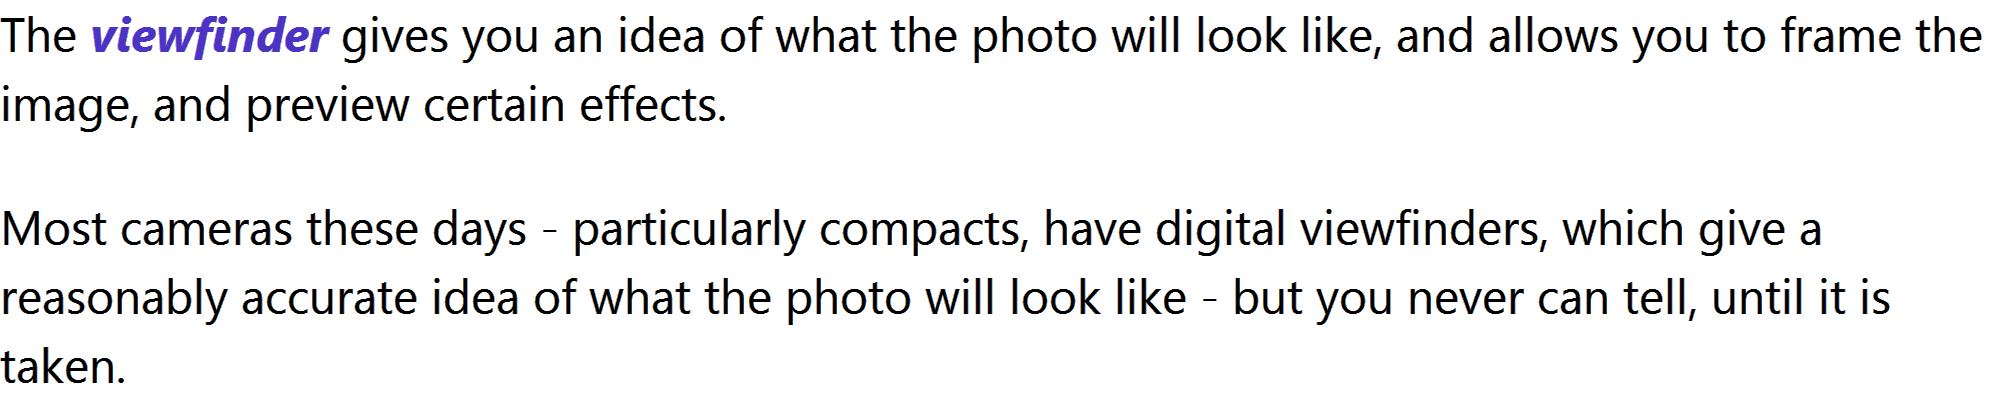 The viewfinder gives you an idea of what the photo will look like, and allows you to frame the
image, and preview certain effects.
Most cameras these days - particularly compacts, have digital viewfinders, which give a
reasonably accurate idea of what the photo will look like - but you never can tell, until it is
taken.